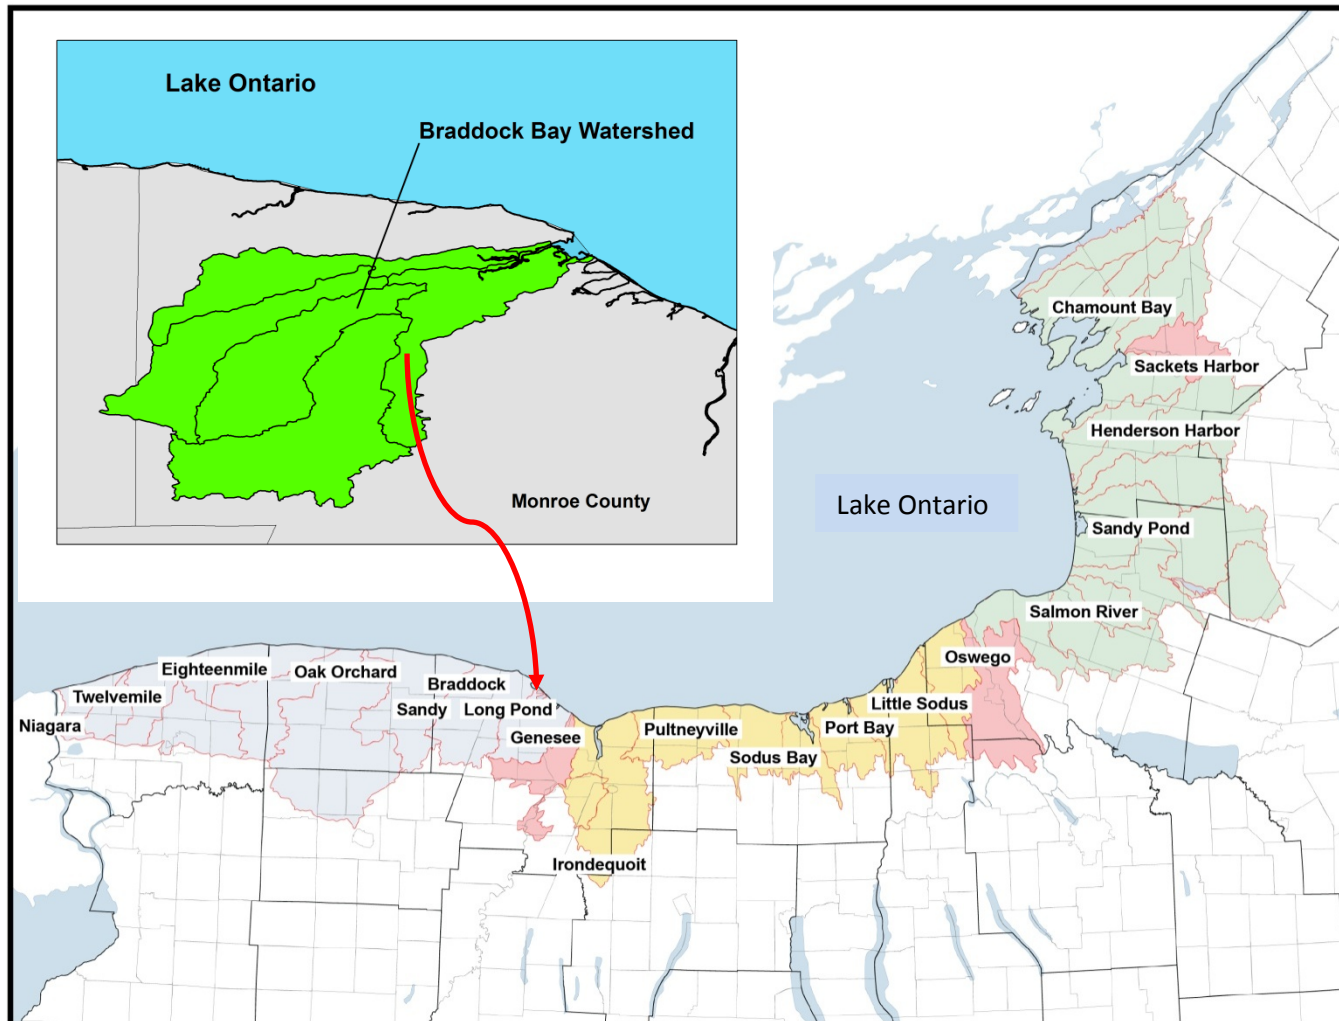 Lake Ontario
Braddock Bay Watershed
Monroe County
Chamount Bay
Sackets Harbor
Henderson Harbor
Lake Ontario
Sandy Pond
Salmon River
Oswego
Eighteenmile
Oak Orchard
Braddock
Twelvemile
Sandy
Long Pond
Little Sodus
Niagara
Genesee
Pultneyville
Port Bay
Sodus Bay
Irondequoit